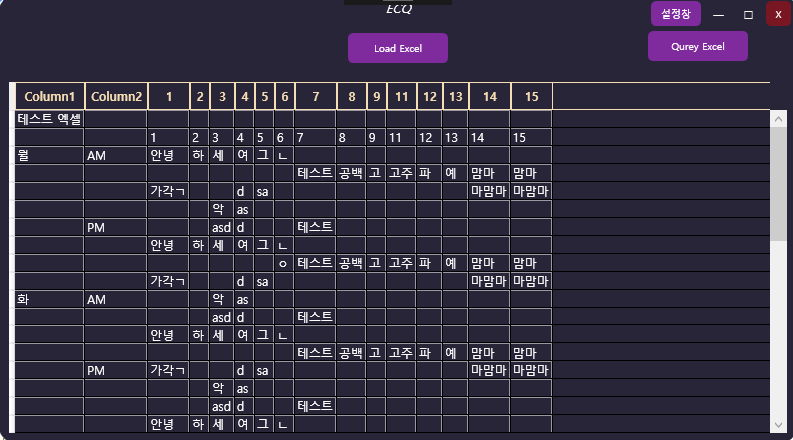 ECQ
설정창
Load Excel
Qurey Excel
Column1 Column2 1 2 3 4 5 6 7 8 9 11 12 13 14 15
테스트 엑셀
1 2 3 4 5 6 7 8 9 11 12 13 14 15
월 AM 안녕 하 세 여 그 ㄴ
테스트 공백 고 고주 파 예 맘마 맘마
가각ㄱ d sa 마맘마 마맘마
악 as
PM asd d 테스트
안녕 하 세 여 그 ㄴ
ㅇ 테스트 공백 고 고주 파 예 맘마 맘마
가각ㄱ d sa 마맘마 마맘마
화 AM 악 as
asd d 테스트
안녕 하 세 여 그 ㄴ
테스트 공백 고 고주 파 예 맘마 맘마
PM 가각ㄱ d sa 마맘마 마맘마
악 as
asd d 테스트
안녕 하 세 여 그 ㄴ